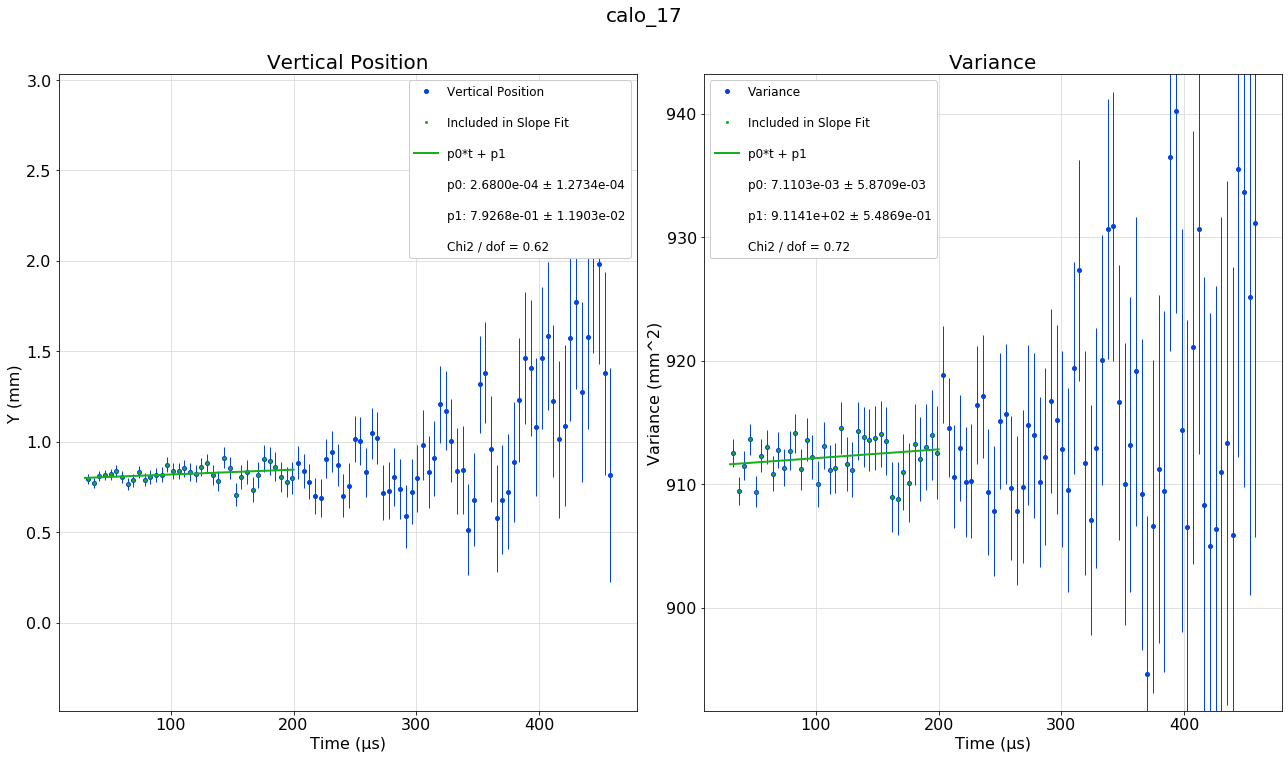 calo_17
Vertical Position
3.0
2.5
2.0
1.5
1.0
0.5
0.0
Y (mm)
100
200
300
400
Time (μs)
Vertical Position
Included in Slope Fit
p0*t + p1
p0: 2.6800e-04 ± 1.2734e-04
p1: 7.9268e-01 ± 1.1903e-02
Chi2 / dof = 0.62
Variance
940
930
920
910
900
Variance (mm^2)
100
200
300
400
Time (μs)
Variance
Included in Slope Fit
p0*t + p1
p0: 7.1103e-03 ± 5.8709e-03
p1: 9.1141e+02 ± 5.4869e-01
Chi2 / dof = 0.72